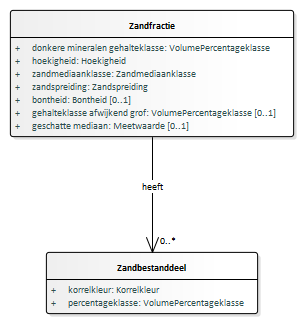 Zandfractie
+ donkere mineralen gehalteklasse: VolumePercentageklasse
+ hoekigheid: Hoekigheid
+ zandmediaanklasse: Zandmediaanklasse
+ zandspreiding: Zandspreiding
+ bontheid: Bontheid [0..1]
+ gehalteklasse afwijkend grof: VolumePercentageklasse [0..1]
+ geschatte mediaan: Meetwaarde [0..1]
heeft
0..*
Zandbestanddeel
+ korrelkleur: Korrelkleur
+ percentageklasse: VolumePercentageklasse